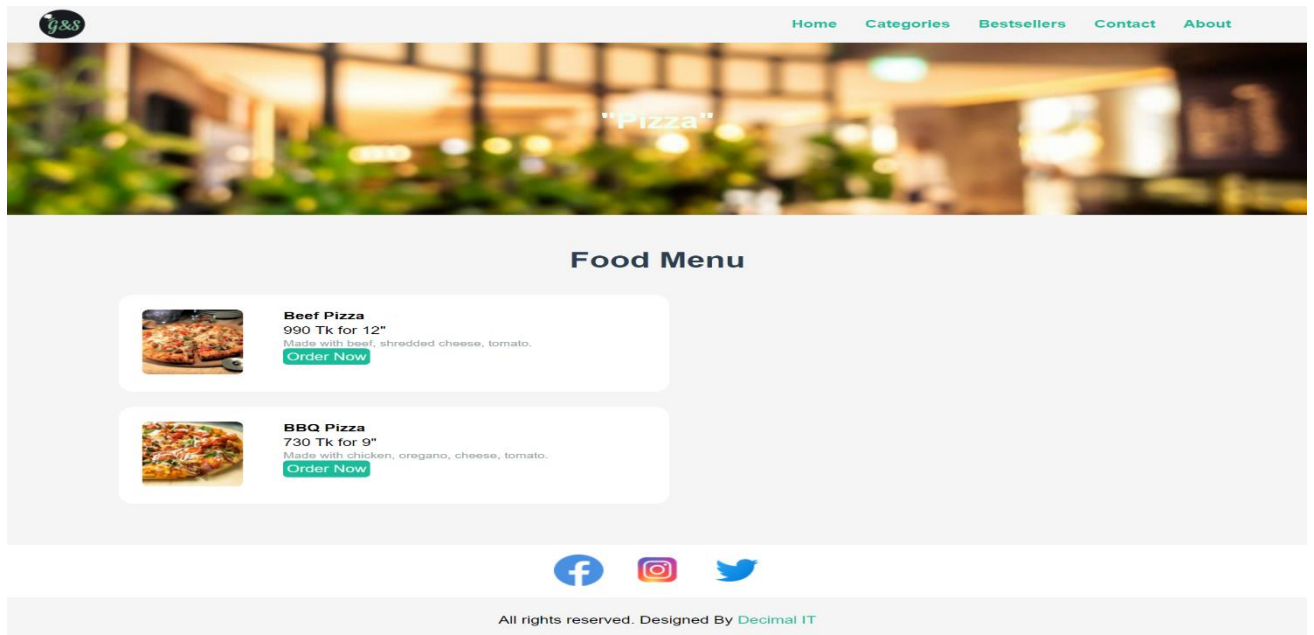 g&s
Home Categories Bestsellers Contact About
"Pizza"
Food Menu
Beef Pizza
990 Tk for 12"
Made with beef, shredded cheese, tomato.
Order Now
BBQ Pizza
730 Tk for 9"
Made with chicken, oregano, cheese, tomato.
Order Now
All rights reserved. Designed By Decimal IT